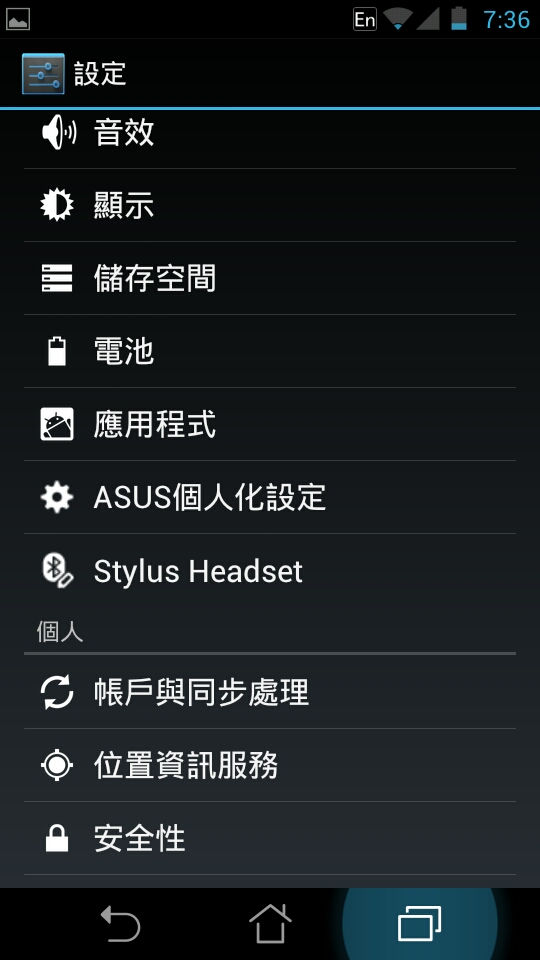 En 7:36
設定
音效
顯示
儲存空間
電池
應用程式
ASUS個人化設定
Stylus Headset
個人
帳戶與同步處理
位置資訊服務
安全性